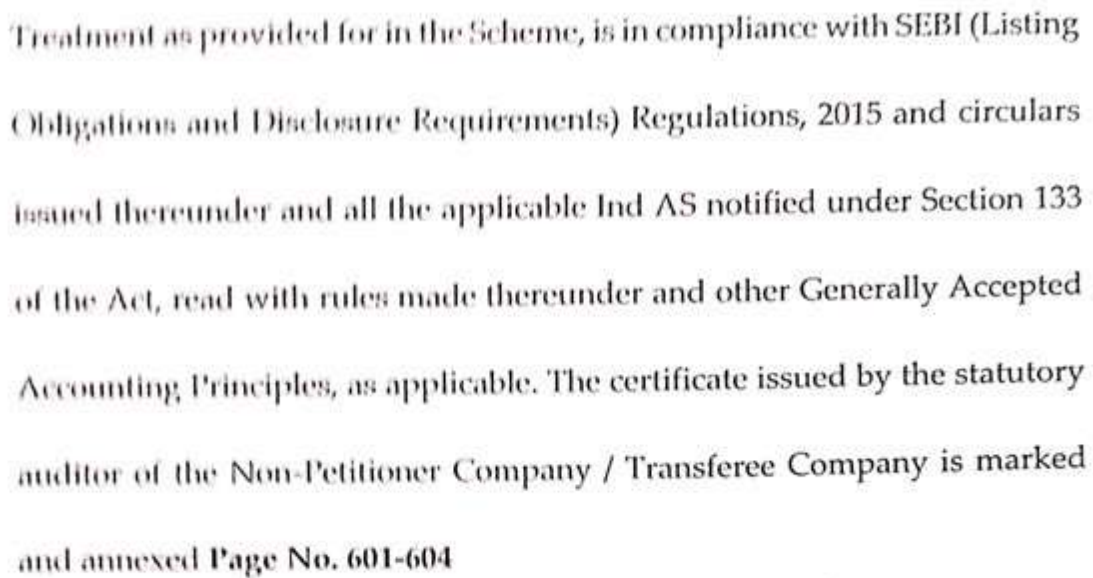 Treatment as provided for in the Scheme, is in compliance with SEBI (Listing
Obligations and Disclosure Requirements) Regulations, 2015 and circulars
issued thereunder and all the applicable Ind AS notified under Section 133
of the Act, read with rules made thereunder and other Generally Accepted
Accounting Principles, as applicable. The certificate issued by the statutory
auditor of the Non-Petitioner Company / Transferee Company is marked
and annexed Page No. 601-604